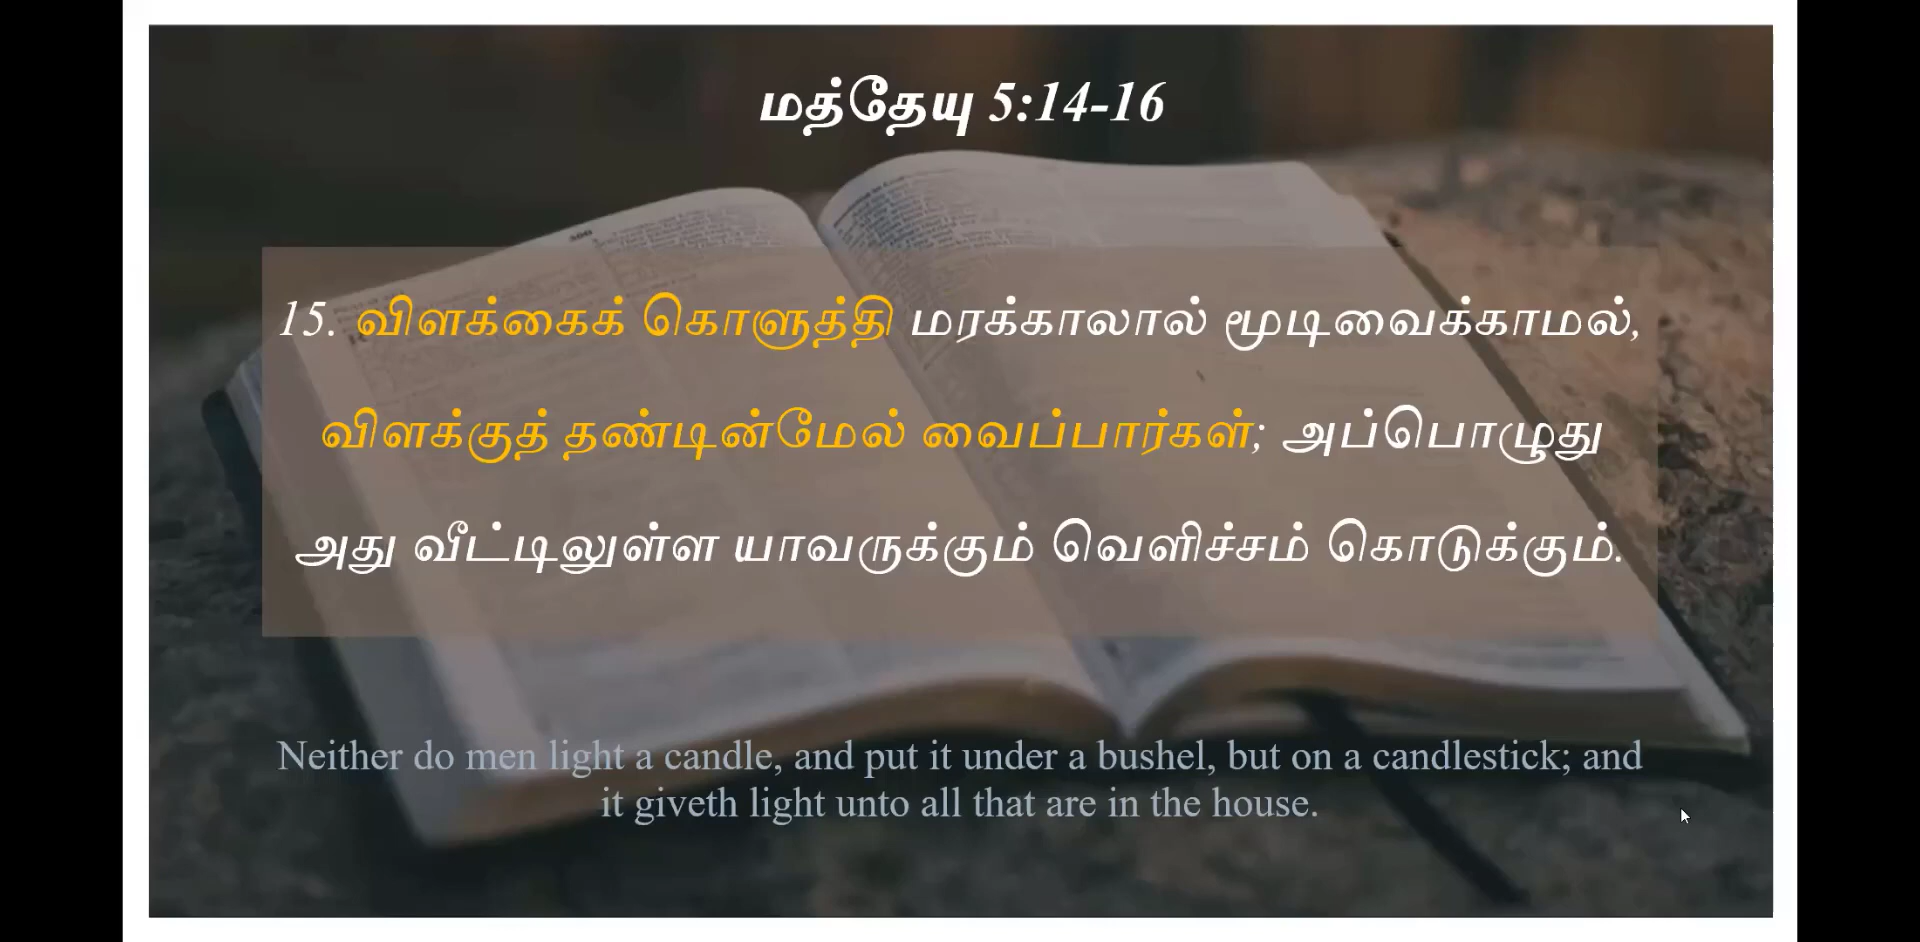 மத்தேயு 5:14-16
15. விளக்கைக் கொளுத்தி மரக்காலால் மூடிவைக்காமல்,
விளக்குத் தண்டின்மேல் வைப்பார்கள்; அப்பொழுது
அது வீட்டிலுள்ள யாவருக்கும் வெளிச்சம் கொடுக்கும்.
Neither do men light a candle, and put it under a bushel, but on a candlestick; and
it giveth light unto all that are in the house.